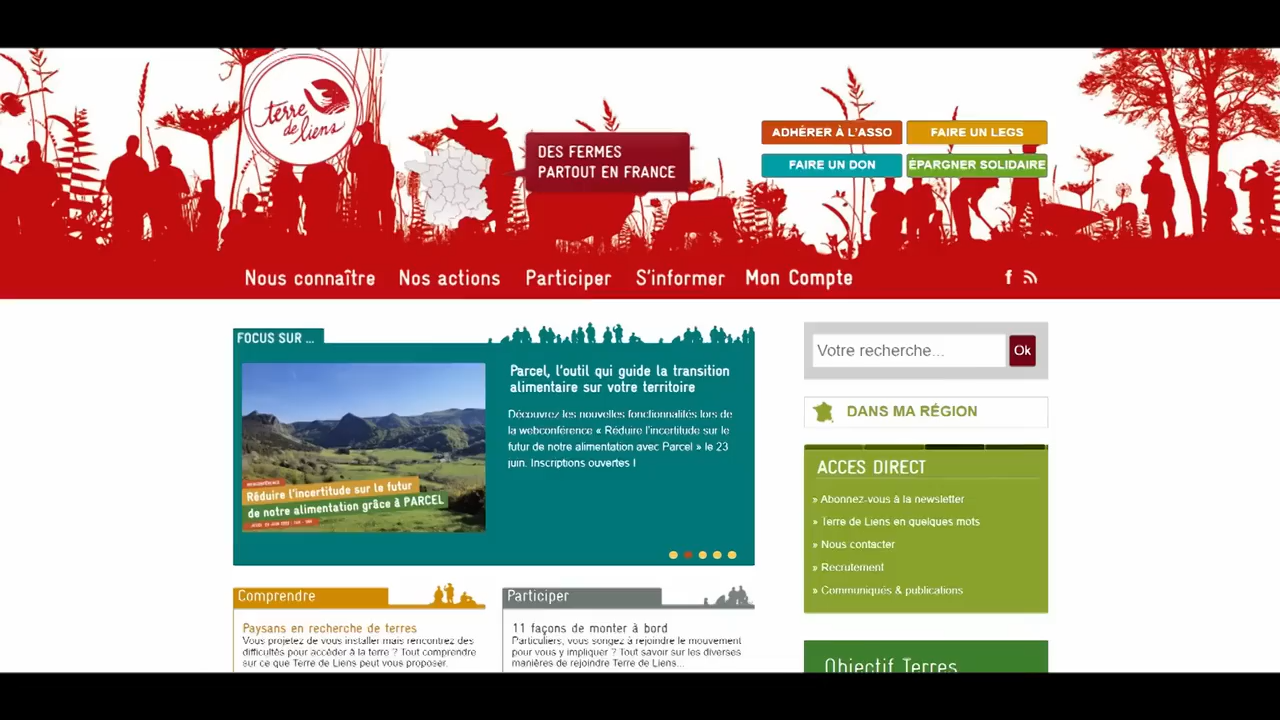 terre
de liens
DES FERMES
PARTOUT EN FRANCE
ADHÉRER À L'ASSO
FAIRE UN LEGS
FAIRE UN DON
ÉPARGNER SOLIDAIRE
Nous connaître
Nos actions
Participer
S'informer
Mon Compte
f
FOCUS SUR ...
Réduire l'incertitude sur le futur
de notre alimentation grâce à PARCEL
Parcel, l'outil qui guide la transition
alimentaire sur votre territoire
Découvrez les nouvelles fonctionnalités lors de
la webconférence « Réduire l'incertitude sur le
futur de notre alimentation avec Parcel » le 23
juin. Inscriptions ouvertes !
Votre recherche...
Ok
DANS MA RÉGION
ACCES DIRECT
» Abonnez-vous à la newsletter
» Terre de Liens en quelques mots
» Nous contacter
» Recrutement
» Communiqués & publications
Comprendre
Paysans en recherche de terres
Vous projetez de vous installer mais rencontrez des
difficultés pour accéder à la terre ? Tout comprendre
sur ce que Terre de Liens peut vous proposer.
Participer
11 façons de monter à bord
Particuliers, vous songez à rejoindre le mouvement
pour vous y impliquer ? Tout savoir sur les diverses
manières de rejoindre Terre de Liens...
Objectif Terres